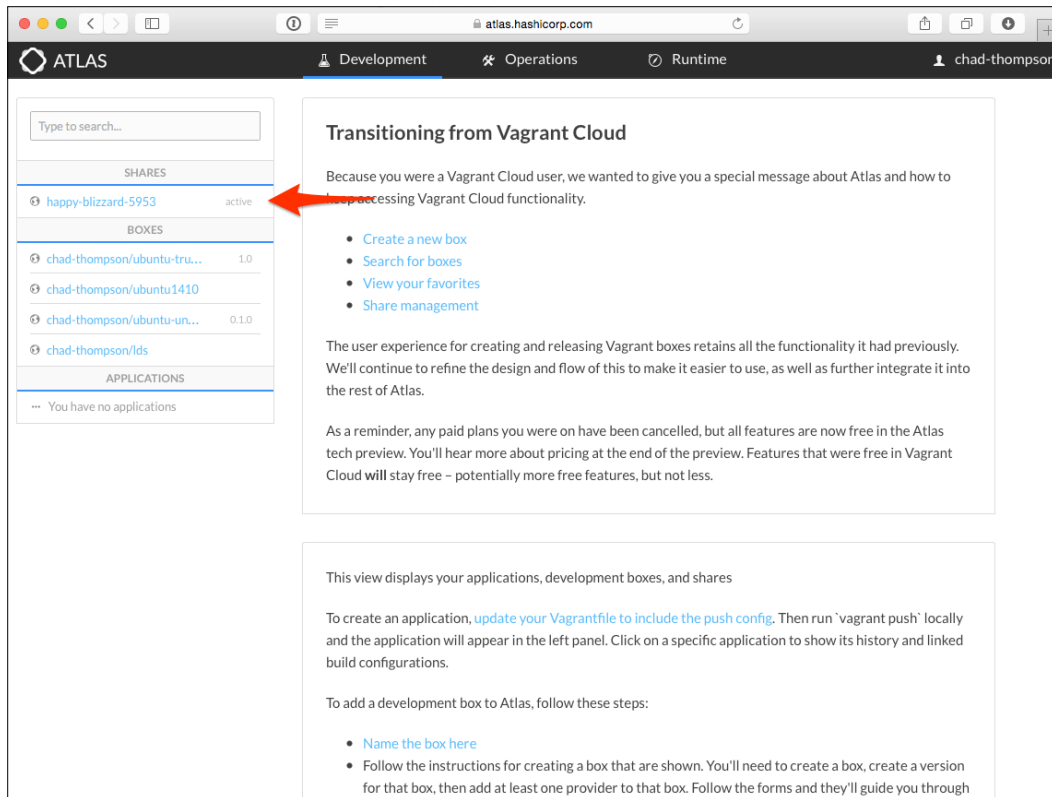 atlas.hashicorp.com
ATLAS
Development
Operations
Runtime
chad-thompson
Type to search...
SHARES
happy-blizzard-5953 active
BOXES
chad-thompson/ubuntu-tru... 1.0
chad-thompson/ubuntu1410
chad-thompson/ubuntu-un... 0.1.0
chad-thompson/lds
APPLICATIONS
You have no applications
Transitioning from Vagrant Cloud
Because you were a Vagrant Cloud user, we wanted to give you a special message about Atlas and how to
keep accessing Vagrant Cloud functionality.
Create a new box
Search for boxes
View your favorites
Share management
The user experience for creating and releasing Vagrant boxes retains all the functionality it had previously.
We'll continue to refine the design and flow of this to make it easier to use, as well as further integrate it into
the rest of Atlas.
As a reminder, any paid plans you were on have been cancelled, but all features are now free in the Atlas
tech preview. You'll hear more about pricing at the end of the preview. Features that were free in Vagrant
Cloud will stay free – potentially more free features, but not less.
This view displays your applications, development boxes, and shares
To create an application, update your Vagrantfile to include the push config. Then run `vagrant push` locally
and the application will appear in the left panel. Click on a specific application to show its history and linked
build configurations.
To add a development box to Atlas, follow these steps:
Name the box here
Follow the instructions for creating a box that are shown. You'll need to create a box, create a version
for that box, then add at least one provider to that box. Follow the forms and they'll guide you through